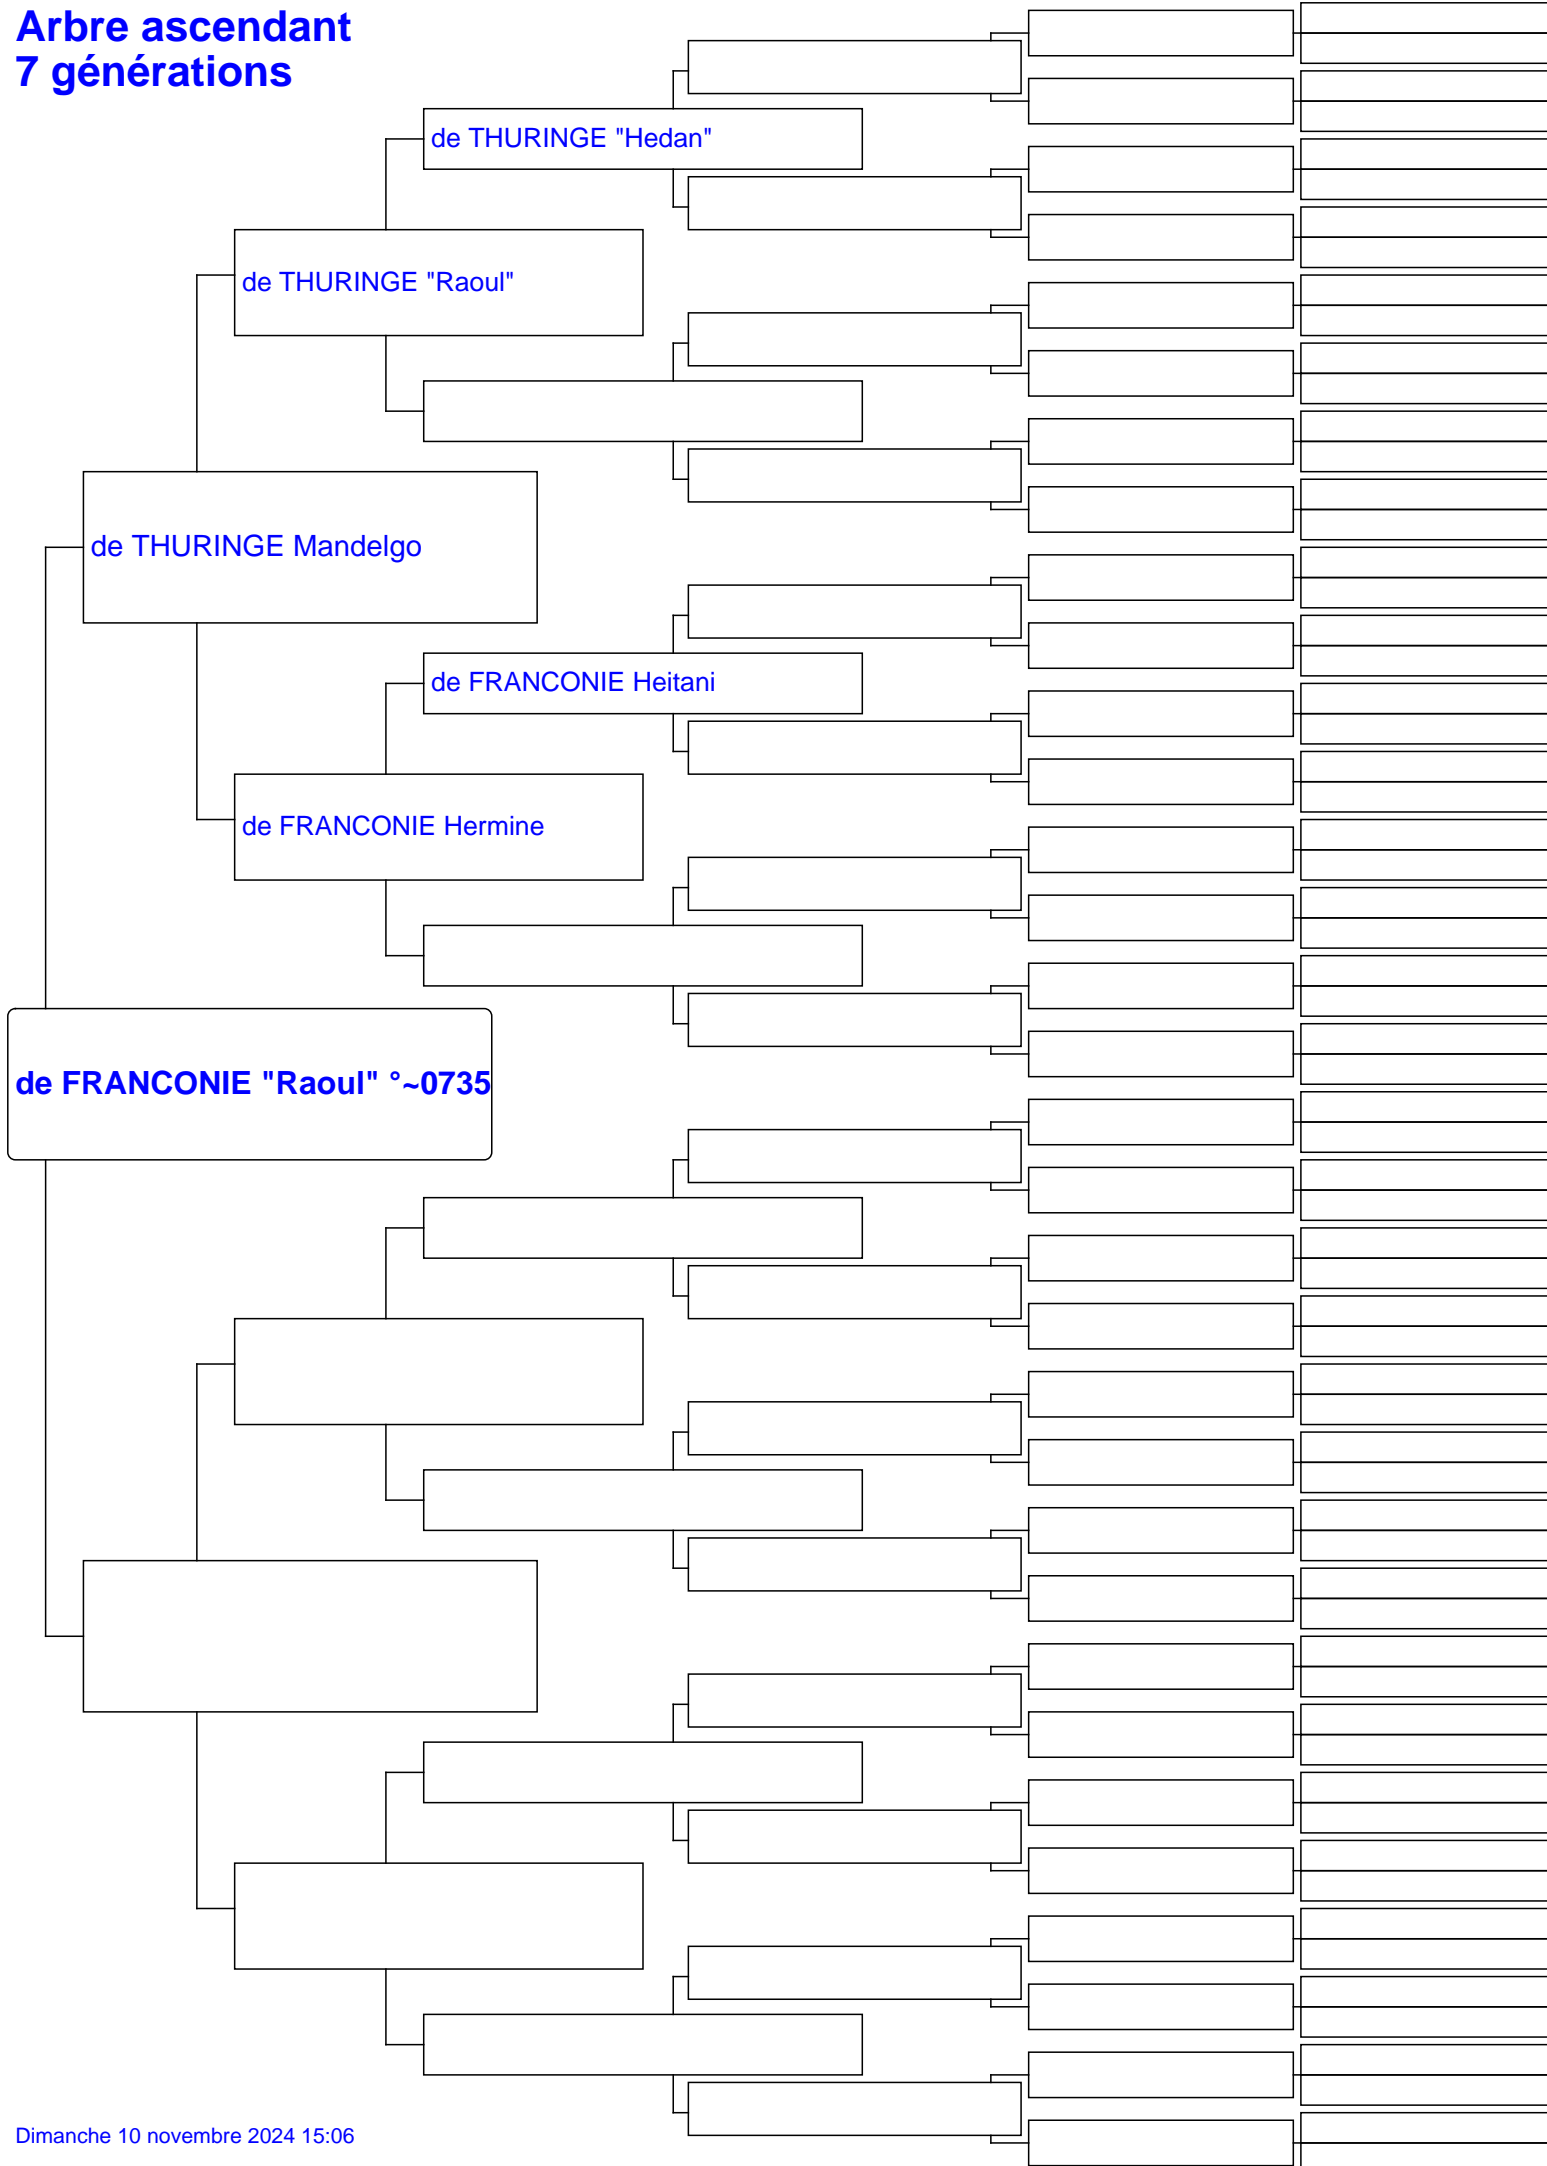 Arbre ascendant
7 générations
de THURINGE "Hedan"
de THURINGE "Raoul"
de THURINGE Mandelgo
de FRANCONIE Heitani
de FRANCONIE Hermine
de FRANCONIE "Raoul" °~0735
Dimanche 10 novembre 2024 15:06